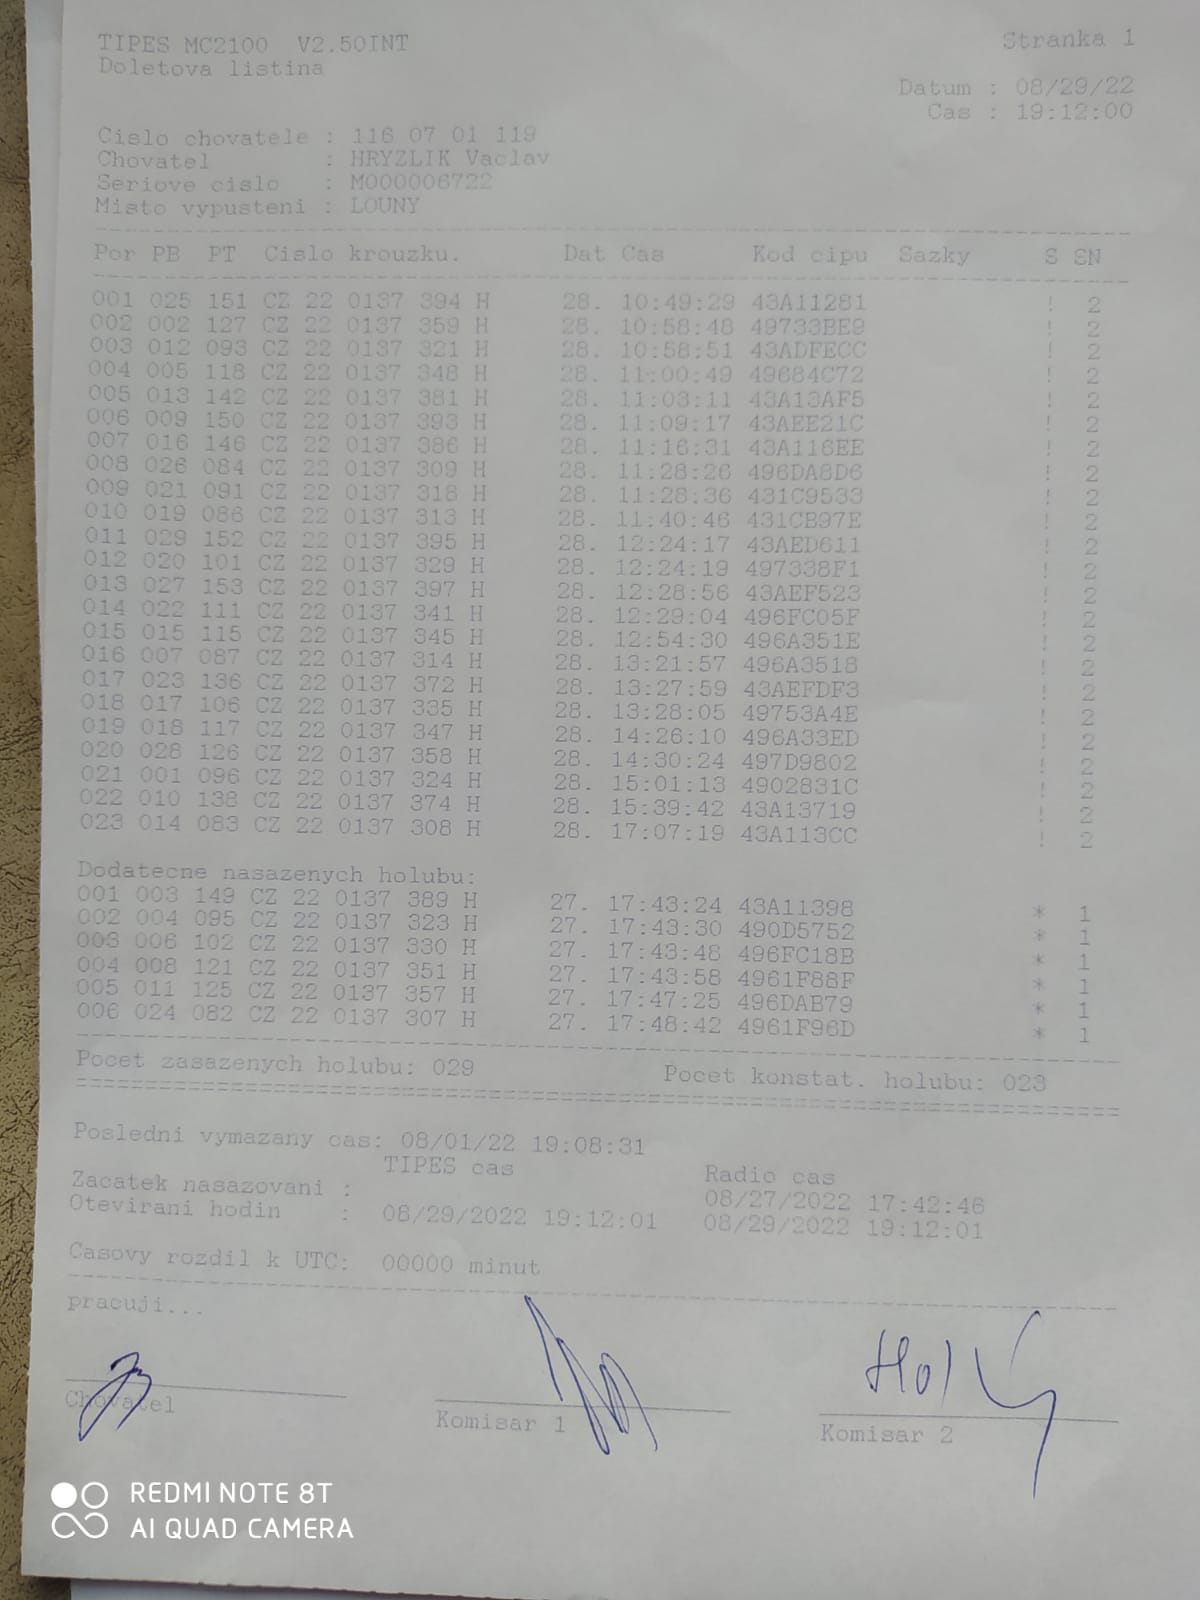 TIPES MC2100 V2.50INT Stranka 1
Doletova listina
Datum : 08/29/22
Cas : 19:12:00
Cislo chovatele : 116 07 01 119
Chovatel : HRYZLIK Vaclav
Seriove cislo : M000006722
Misto vypusteni : LOUNY
Por PB PT Cislo krouzku. Dat Cas Kod cipu Sazky S SN
001 025 151 CZ 22 0137 394 H 28. 10:49:29 43A11281 ! 2
002 002 127 CZ 22 0137 359 H 28. 10:58:48 49733BE9 ! 2
003 012 093 CZ 22 0137 321 H 28. 10:58:51 43ADFECC ! 2
004 005 118 CZ 22 0137 348 H 28. 11:00:49 49684C72 ! 2
005 013 142 CZ 22 0137 381 H 28. 11:03:11 43A13AF5 ! 2
006 009 150 CZ 22 0137 393 H 28. 11:09:17 43AEE21C ! 2
007 016 146 CZ 22 0137 386 H 28. 11:16:31 43A116EE ! 2
008 026 084 CZ 22 0137 309 H 28. 11:28:26 496DA8D6 ! 2
009 021 091 CZ 22 0137 318 H 28. 11:28:36 431C9533 ! 2
010 019 086 CZ 22 0137 313 H 28. 11:40:46 431CB97E ! 2
011 029 152 CZ 22 0137 395 H 28. 12:24:17 43AED611 ! 2
012 020 101 CZ 22 0137 329 H 28. 12:24:19 497338F1 ! 2
013 027 153 CZ 22 0137 397 H 28. 12:28:56 43AEF523 ! 2
014 022 111 CZ 22 0137 341 H 28. 12:29:04 496FC05F ! 2
015 015 115 CZ 22 0137 345 H 28. 12:54:30 496A351E ! 2
016 007 087 CZ 22 0137 314 H 28. 13:21:57 496A3518 ! 2
017 023 136 CZ 22 0137 372 H 28. 13:27:59 43AEFDF3 ! 2
018 017 106 CZ 22 0137 335 H 28. 13:28:05 49753A4E ! 2
019 018 117 CZ 22 0137 347 H 28. 14:26:10 496A33ED ! 2
020 028 126 CZ 22 0137 358 H 28. 14:30:24 497D9802 ! 2
021 001 096 CZ 22 0137 324 H 28. 15:01:13 4902831C ! 2
022 010 138 CZ 22 0137 374 H 28. 15:39:42 43A13719 ! 2
023 014 083 CZ 22 0137 308 H 28. 17:07:19 43A113CC ! 2
Dodatecne nasazenych holubu:
001 003 149 CZ 22 0137 389 H 27. 17:43:24 43A11398 * 1
002 004 095 CZ 22 0137 323 H 27. 17:43:30 490D5752 * 1
003 006 102 CZ 22 0137 330 H 27. 17:43:48 496FC18B * 1
004 008 121 CZ 22 0137 351 H 27. 17:43:58 4961F88F * 1
005 011 125 CZ 22 0137 357 H 27. 17:47:25 496DAB79 * 1
006 024 082 CZ 22 0137 307 H 27. 17:48:42 4961F96D * 1
Pocet zasazenych holubu: 029 Pocet konstat. holubu: 023
Posledni vymazany cas: 08/01/22 19:08:31
TIPES cas Radio cas
Zacatek nasazovani : 08/27/2022 17:42:46
Otevirani hodin : 08/29/2022 19:12:01 08/29/2022 19:12:01
Casovy rozdil k UTC: 00000 minut
pracuji...
Chovatel Komisar 1 Komisar 2
REDMI NOTE 8T
AI QUAD CAMERA